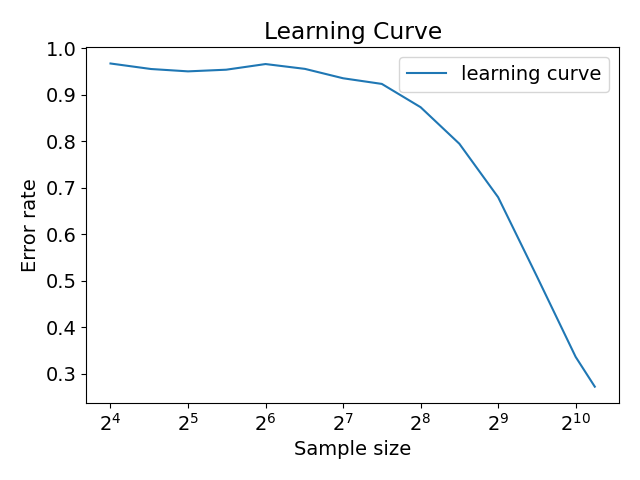 Learning Curve
learning curve
Error rate
1.0
0.9
0.8
0.7
0.6
0.5
0.4
0.3
2⁴ 2⁵ 2⁶ 2⁷ 2⁸ 2⁹ 2¹⁰
Sample size